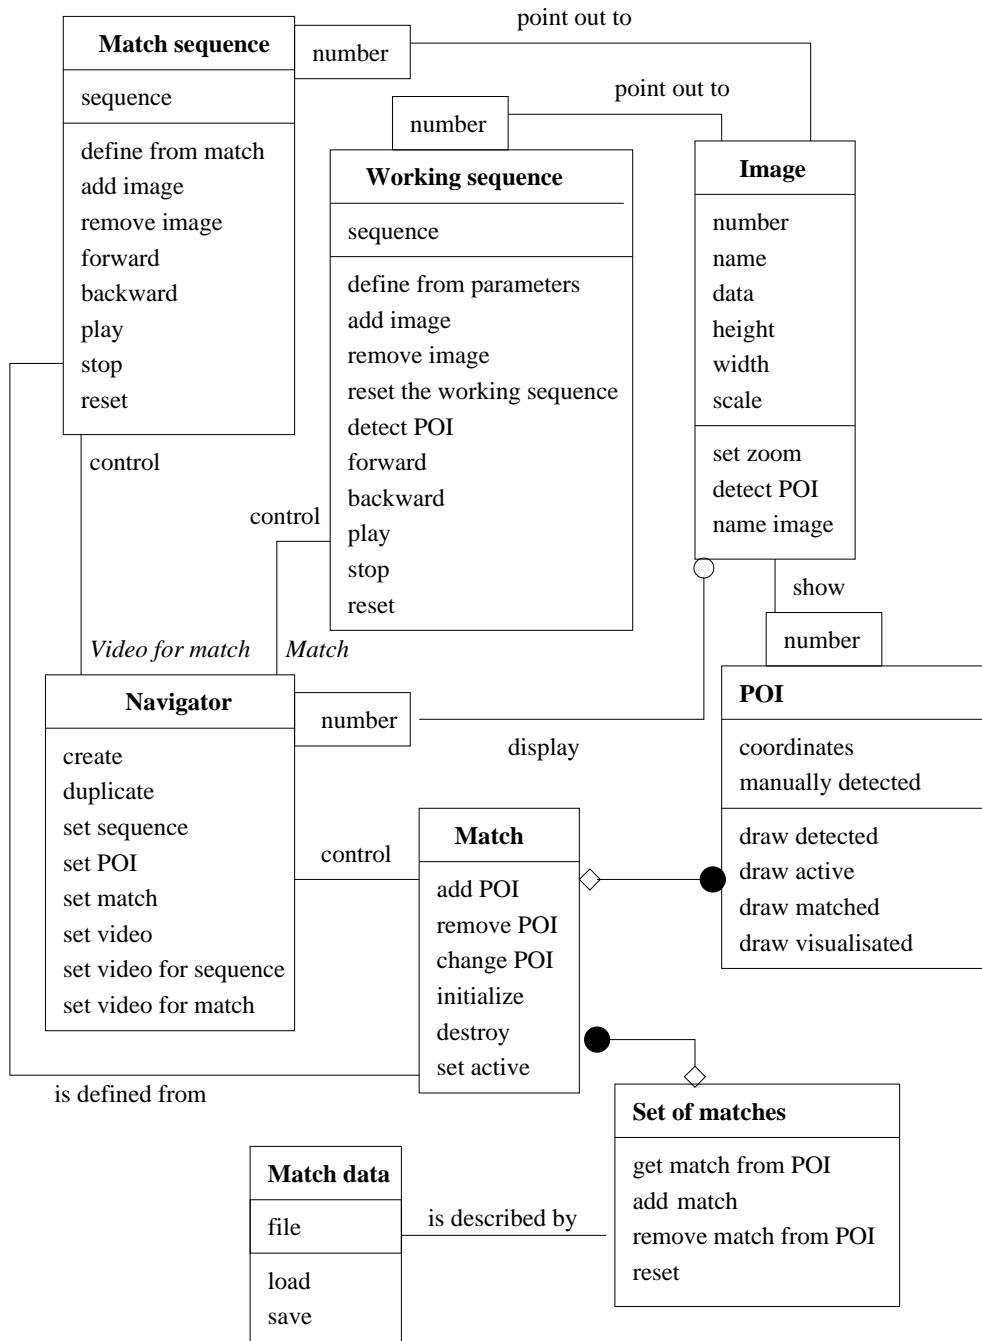 point out to
Match sequence
number
sequence
define from match
add image
remove image
forward
backward
play
stop
reset
point out to
number
Working sequence
sequence
define from parameters
add image
remove image
reset the working sequence
detect POI
forward
backward
play
stop
reset
Image
number
name
data
height
width
scale
set zoom
detect POI
name image
control
control
show
Video for match
Match
number
Navigator
number
create
duplicate
set sequence
set POI
set match
set video
set video for sequence
set video for match
display
POI
coordinates
manually detected
draw detected
draw active
draw matched
draw visualisated
control
Match
add POI
remove POI
change POI
initialize
destroy
set active
is defined from
Set of matches
get match from POI
add match
remove match from POI
reset
Match data
file
load
save
is described by